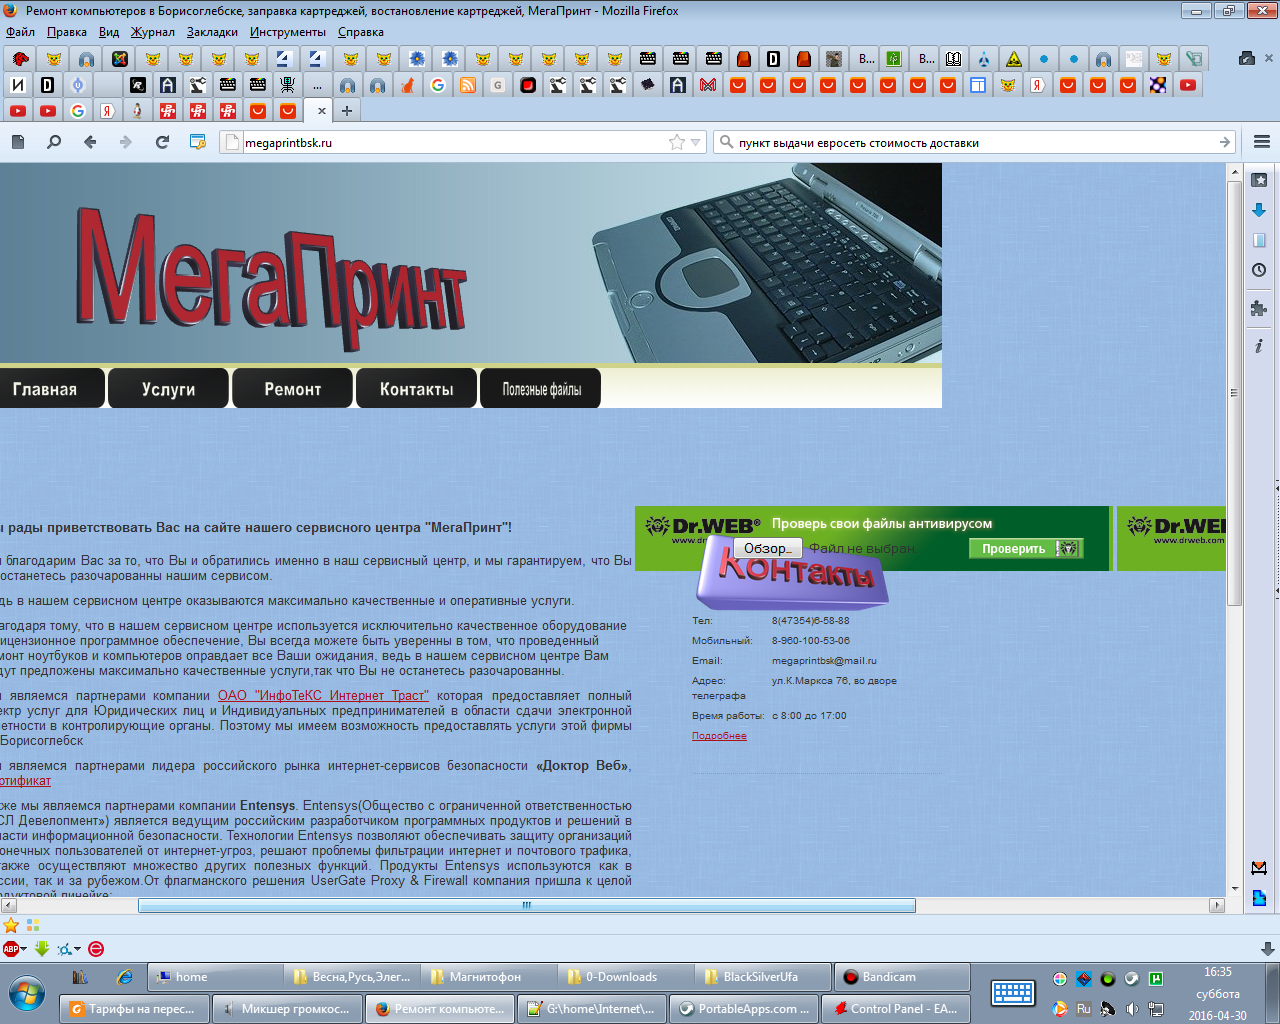 Ремонт компьютеров в Борисоглебске, заправка картреджей, востановление картреджей, МегаПринт - Mozilla Firefox
Файл Правка Вид Журнал Закладки Инструменты Справка
megaprintbsk.ru
пункт выдачи евросеть стоимость доставки
МегаПринт
Главная Услуги Ремонт Контакты Полезные файлы
рады приветствовать Вас на сайте нашего сервисного центра "МегаПринт"!
благодарим Вас за то, что Вы и обратились именно в наш сервисный центр, и мы гарантируем, что Вы
останетесь разочарованны нашим сервисом.
дь в нашем сервисном центре оказываются максимально качественные и оперативные услуги.
агодаря тому, что в нашем сервисном центре используется исключительно качественное оборудование
ицензионное программное обеспечение, Вы всегда можете быть уверенны в том, что проведенный
монт ноутбуков и компьютеров оправдает все Ваши ожидания, ведь в нашем сервисном центре Вам
дут предложены максимально качественные услуги,так что Вы не останетесь разочарованны.
являемся партнерами компании ОАО "ИнфоТеКС Интернет Траст" которая предоставляет полный
ектр услуг для Юридических лиц и Индивидуальных предпринимателей в области сдачи электронной
четности в контролирующие органы. Поэтому мы имеем возможность предоставлять услуги этой фирмы
Борисоглебск
являемся партнерами лидера российского рынка интернет-сервисов безопасности «Доктор Веб»,
ртификат
кже мы являемся партнерами компании Entensys. Entensys(Общество с ограниченной ответственностью
СЛ Девелопмент») является ведущим российским разработчиком программных продуктов и решений в
ласти информационной безопасности. Технологии Entensys позволяют обеспечивать защиту организаций
онечных пользователей от интернет-угроз, решают проблемы фильтрации интернет и почтового трафика,
также осуществляют множество других полезных функций. Продукты Entensys используются как в
ссии, так и за рубежом.От флагманского решения UserGate Proxy & Firewall компания пришла к целой
одуктовой линейке:
Dr.WEB®
www.dr
Проверь свои файлы антивирусом
Обзор… Файл не выбран.
Проверить
Dr.WE
www.drweb.com
Контакты
Тел: 8(47354)6-58-88
Мобильный: 8-960-100-53-06
Email: megaprintbsk@mail.ru
Адрес: ул.К.Маркса 76, во дворе
телеграфа
Время работы: с 8:00 до 17:00
Подробнее
home Весна,Русь,Элег... Магнитофон 0-Downloads BlackSilverUfa Bandicam
Тарифы на перес... Микшер громкос... Ремонт компьюте... G:\home\Internet\... PortableApps.com ... Control Panel - EA...
Ru
16:35
суббота
2016-04-30